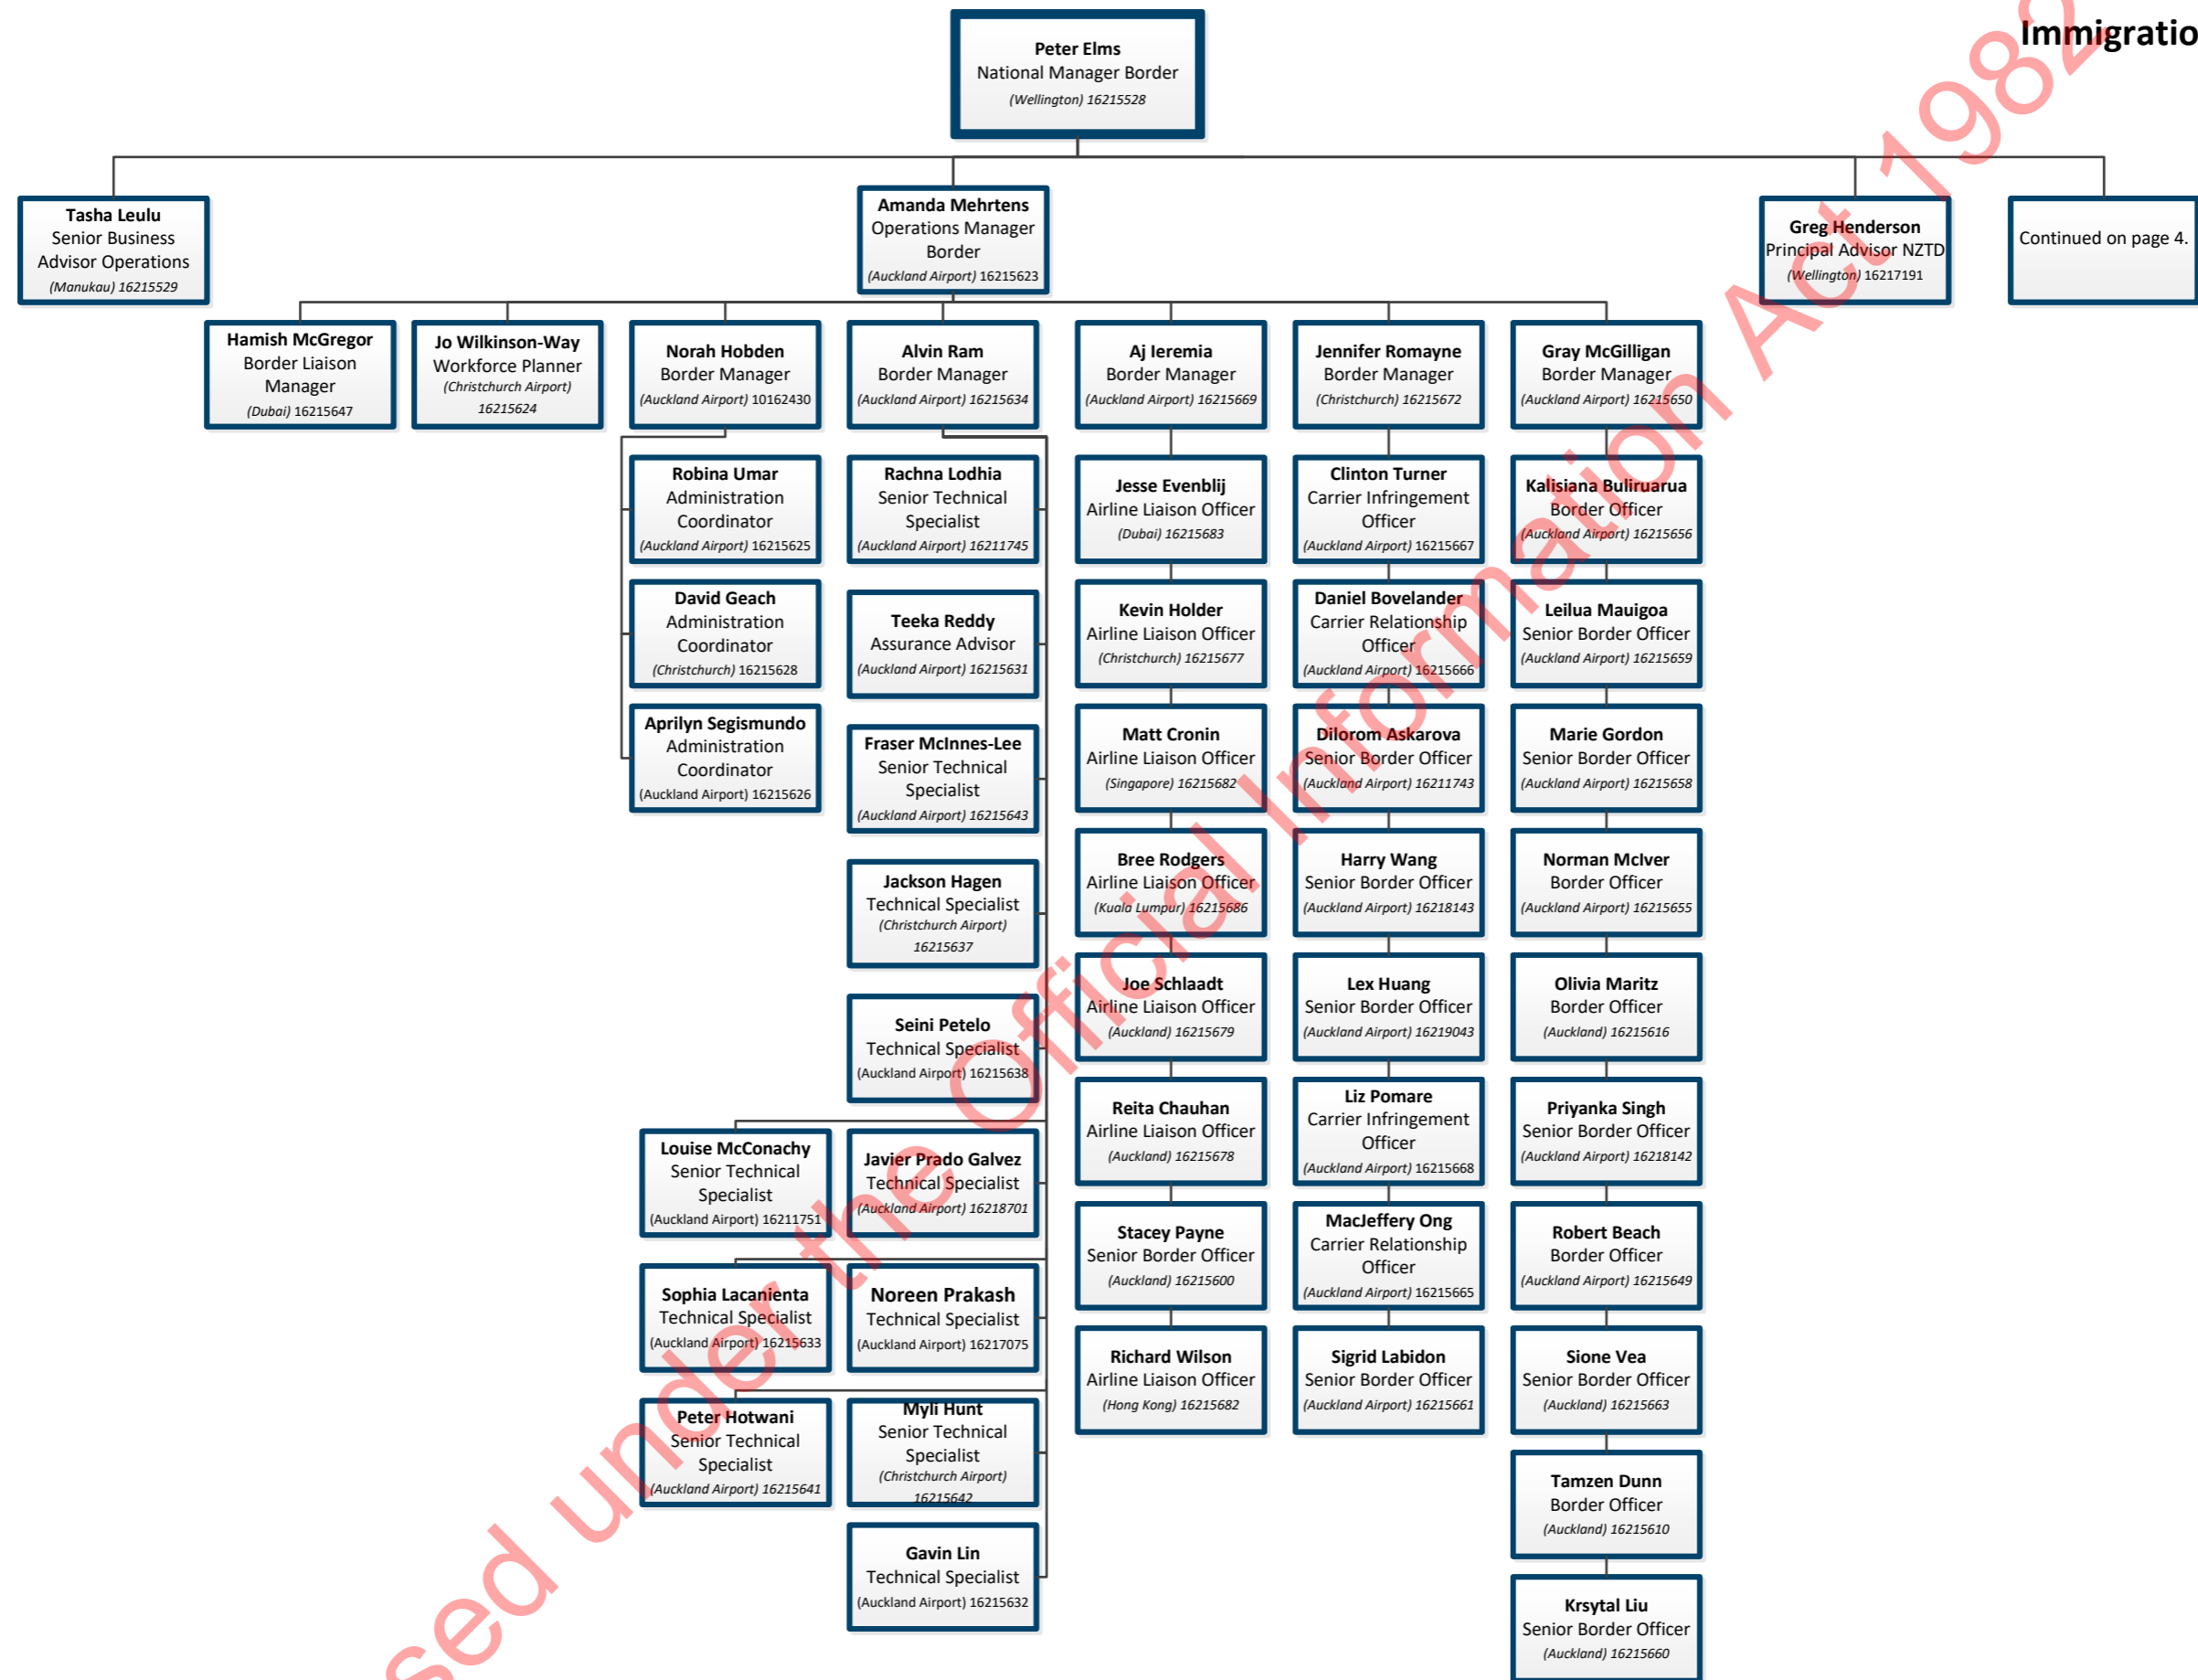 Immigratio
Peter Elms
National Manager Border
(Wellington) 16215528
Tasha Leulu
Senior Business
Advisor Operations
(Manukau) 16215529
Amanda Mehrtens
Operations Manager
Border
(Auckland Airport) 16215623
Greg Henderson
Principal Advisor NZTD
(Wellington) 16217191
Continued on page 4.
Hamish McGregor
Border Liaison
Manager
(Dubai) 16215647
Jo Wilkinson-Way
Workforce Planner
(Christchurch Airport)
16215624
Norah Hobden
Border Manager
(Auckland Airport) 10162430
Alvin Ram
Border Manager
(Auckland Airport) 16215634
Aj Ieremia
Border Manager
(Auckland Airport) 16215669
Jennifer Romayne
Border Manager
(Christchurch) 16215672
Gray McGilligan
Border Manager
(Auckland Airport) 16215650
Robina Umar
Administration
Coordinator
(Auckland Airport) 16215625
David Geach
Administration
Coordinator
(Christchurch) 16215628
Aprilyn Segismundo
Administration
Coordinator
(Auckland Airport) 16215626
Rachna Lodhia
Senior Technical
Specialist
(Auckland Airport) 16211745
Teeka Reddy
Assurance Advisor
(Auckland Airport) 16215631
Fraser McInnes-Lee
Senior Technical
Specialist
(Auckland Airport) 16215643
Jackson Hagen
Technical Specialist
(Christchurch Airport)
16215637
Seini Petelo
Technical Specialist
(Auckland Airport) 16215638
Louise McConachy
Senior Technical
Specialist
(Auckland Airport) 16211751
Javier Prado Galvez
Technical Specialist
(Auckland Airport) 16218701
Sophia Lacanienta
Technical Specialist
(Auckland Airport) 16215633
Noreen Prakash
Technical Specialist
(Auckland Airport) 16217075
Peter Hotwani
Senior Technical
Specialist
(Auckland Airport) 16215641
Myli Hunt
Senior Technical
Specialist
(Christchurch Airport)
16215642
Gavin Lin
Technical Specialist
(Auckland Airport) 16215632
Jesse Evenblij
Airline Liaison Officer
(Dubai) 16215683
Kevin Holder
Airline Liaison Officer
(Christchurch) 16215677
Matt Cronin
Airline Liaison Officer
(Singapore) 16215682
Bree Rodgers
Airline Liaison Officer
(Kuala Lumpur) 16215686
Joe Schlaadt
Airline Liaison Officer
(Auckland) 16215679
Reita Chauhan
Airline Liaison Officer
(Auckland) 16215678
Stacey Payne
Senior Border Officer
(Auckland) 16215600
Richard Wilson
Airline Liaison Officer
(Hong Kong) 16215682
Clinton Turner
Carrier Infringement
Officer
(Auckland Airport) 16215667
Daniel Bovelander
Carrier Relationship
Officer
(Auckland Airport) 16215666
Dilorom Askarova
Senior Border Officer
(Auckland Airport) 16211743
Harry Wang
Senior Border Officer
(Auckland Airport) 16218143
Lex Huang
Senior Border Officer
(Auckland Airport) 16219043
Liz Pomare
Carrier Infringement
Officer
(Auckland Airport) 16215668
MacJeffery Ong
Carrier Relationship
Officer
(Auckland Airport) 16215665
Sigrid Labidon
Senior Border Officer
(Auckland Airport) 16215661
Kalisiana Buliruarua
Border Officer
(Auckland Airport) 16215656
Leilua Mauigoa
Senior Border Officer
(Auckland Airport) 16215659
Marie Gordon
Senior Border Officer
(Auckland Airport) 16215658
Norman McIver
Border Officer
(Auckland Airport) 16215655
Olivia Maritz
Border Officer
(Auckland) 16215616
Priyanka Singh
Senior Border Officer
(Auckland Airport) 16218142
Robert Beach
Border Officer
(Auckland Airport) 16215649
Sione Vea
Senior Border Officer
(Auckland) 16215663
Tamzen Dunn
Border Officer
(Auckland) 16215610
Krsytal Liu
Senior Border Officer
(Auckland) 16215660
sed under the Official Information Act 1982